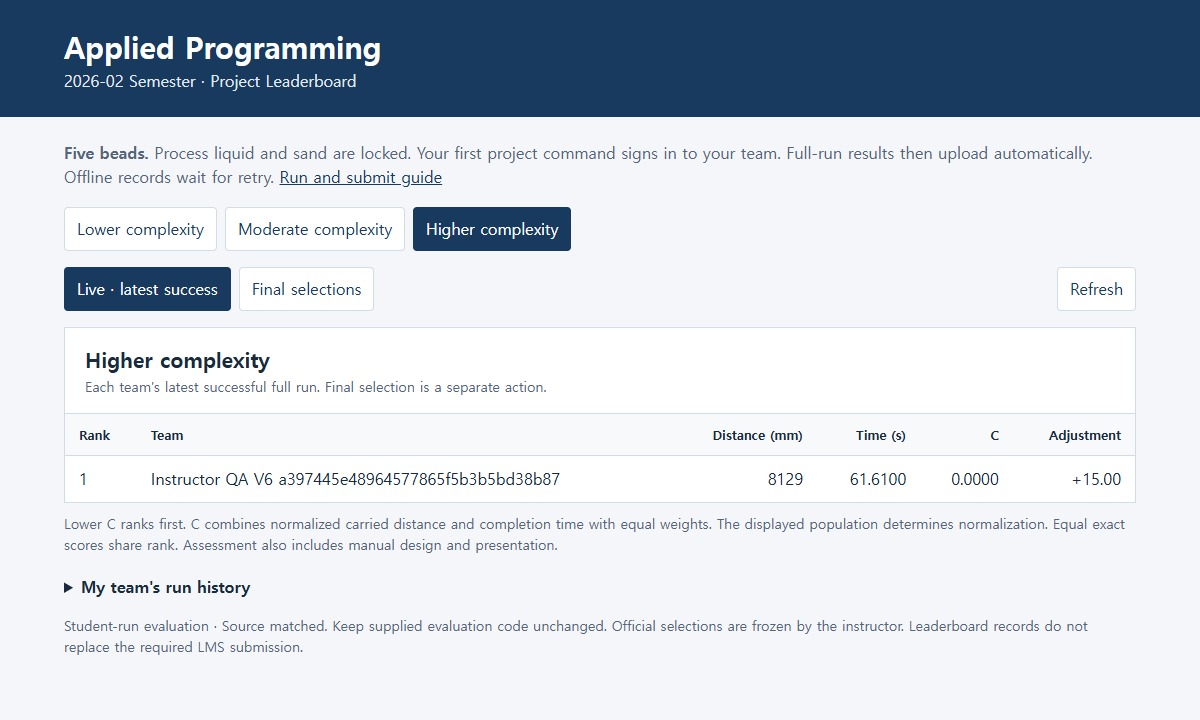 Applied Programming
2026-02 Semester · Project Leaderboard
Five beads. Process liquid and sand are locked. Your first project command signs in to your team. Full-run results then upload automatically.
Offline records wait for retry. Run and submit guide
Lower complexity Moderate complexity Higher complexity
Live · latest success Final selections Refresh
Higher complexity
Each team's latest successful full run. Final selection is a separate action.
Rank Team Distance (mm) Time (s) C Adjustment
1 Instructor QA V6 a397445e48964577865f5b3b5bd38b87 8129 61.6100 0.0000 +15.00
Lower C ranks first. C combines normalized carried distance and completion time with equal weights. The displayed population determines normalization. Equal exact
scores share rank. Assessment also includes manual design and presentation.
▶ My team's run history
Student-run evaluation · Source matched. Keep supplied evaluation code unchanged. Official selections are frozen by the instructor. Leaderboard records do not
replace the required LMS submission.